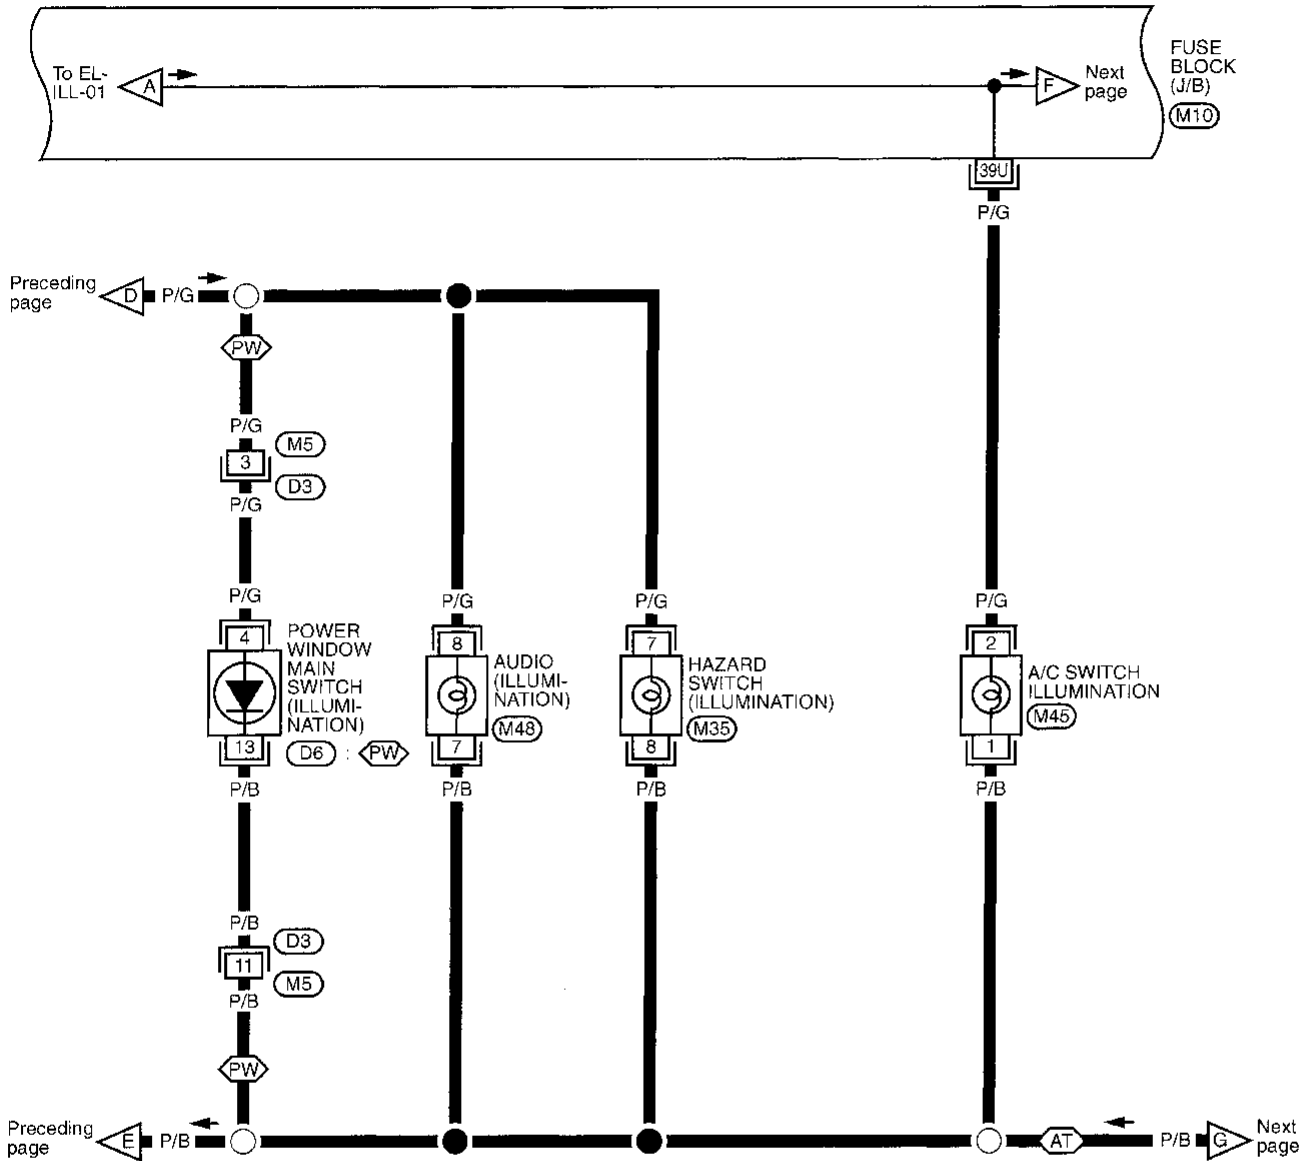 To EL-
ILL-01
A
F
Next
page
FUSE
BLOCK
(J/B)
M10
39U
P/G
Preceding
page
D
P/G
PW
P/G
3
M5
D3
P/G
P/G
P/G
P/G
P/G
4
POWER
WINDOW
MAIN
SWITCH
(ILLUMI-
NATION)
13
D6 : PW
8
AUDIO
(ILLUMI-
NATION)
M48
7
7
HAZARD
SWITCH
(ILLUMINATION)
M35
8
2
A/C SWITCH
ILLUMINATION
M45
1
P/B
P/B
P/B
P/B
P/B
D3
11
M5
P/B
PW
Preceding
page
E
P/B
AT
P/B
G
Next
page